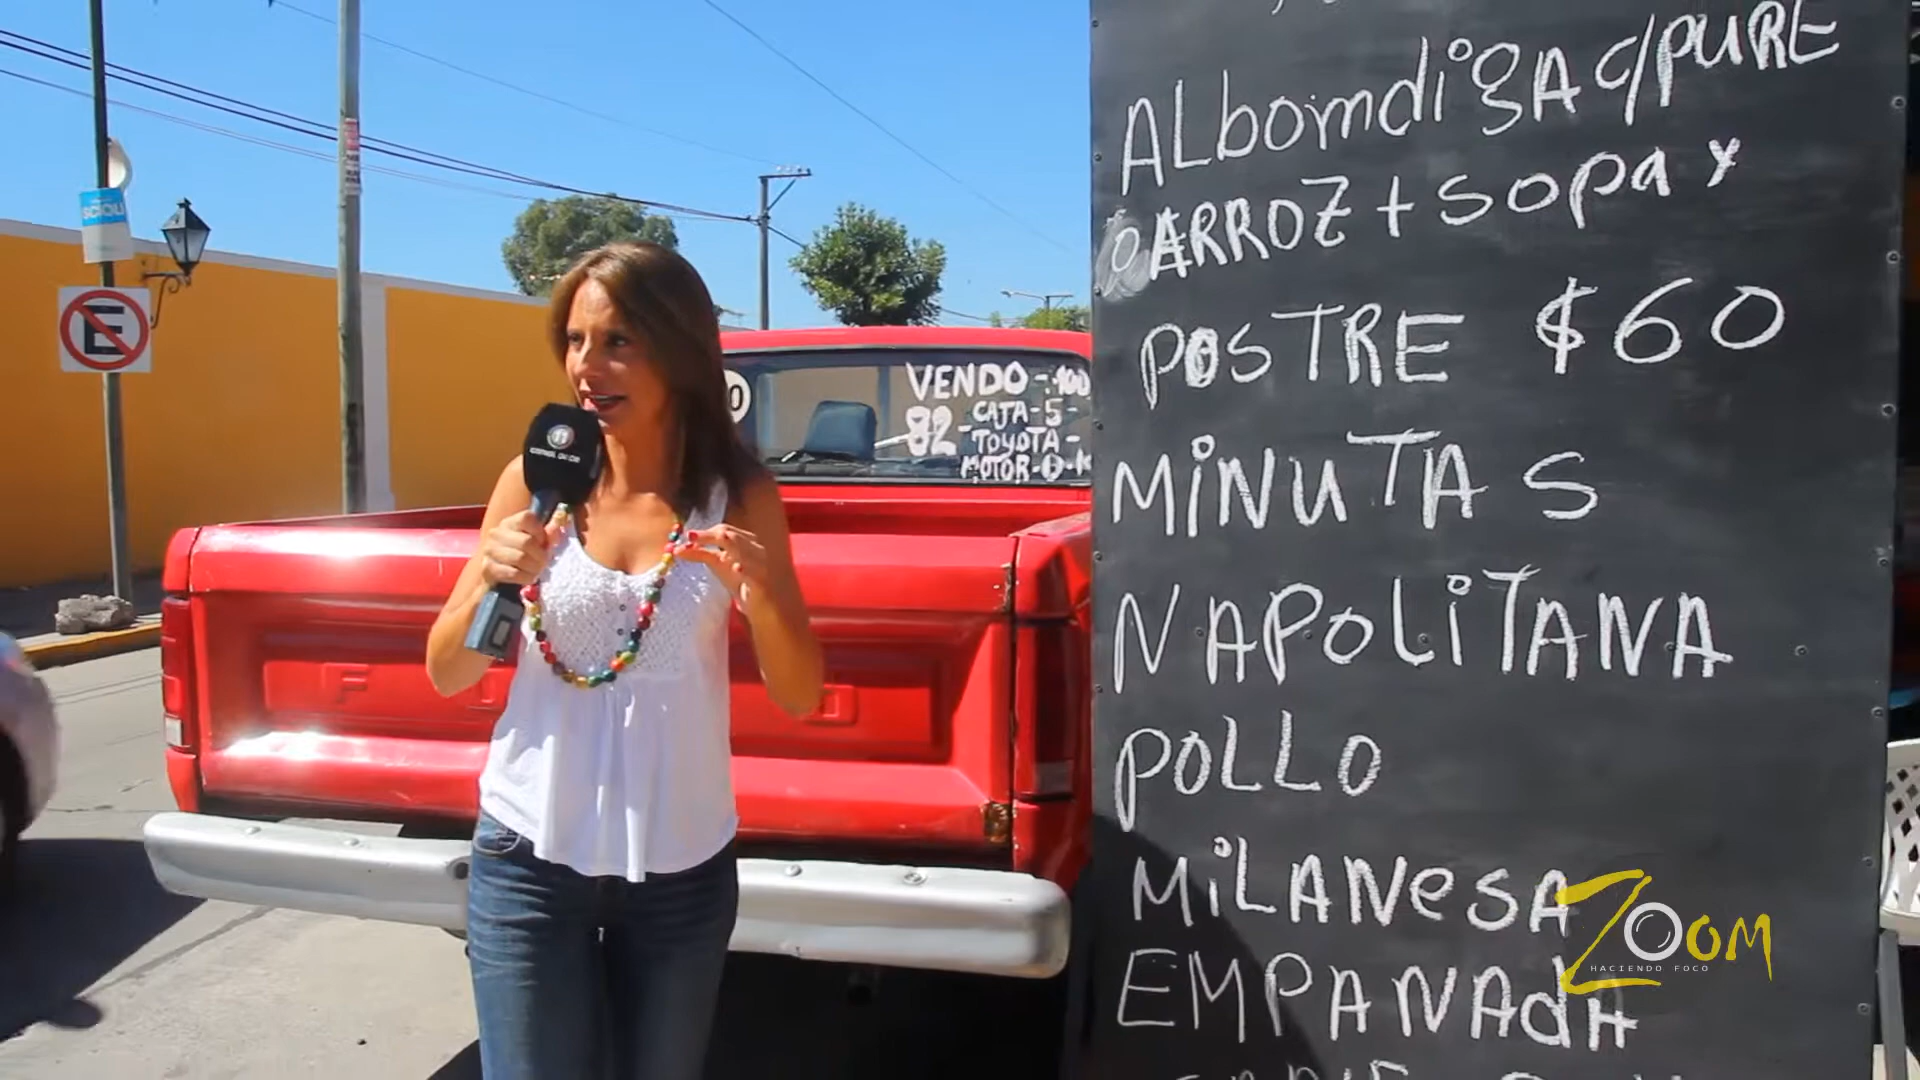 ALbomdiGA c/PURE
O ARROZ + sopa y
POSTRE $60
MiNUTAS
NAPOLiTANA
POLLO
MiLANesA
EMPANAdA
ZOOM
HACIENDO FOCO
VENDO - 100
82 - CAJA - 5 -
TOYOTA -
MOTOR - D -
E